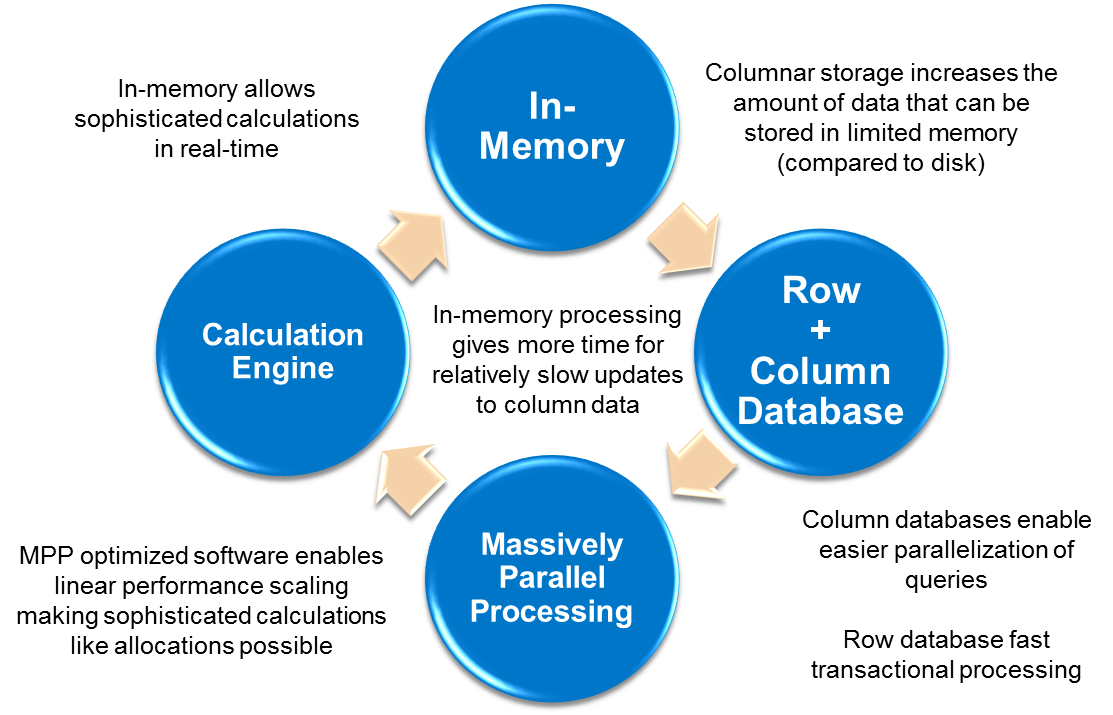 In-memory allows
sophisticated calculations
in real-time
In-
Memory
Columnar storage increases the
amount of data that can be
stored in limited memory
(compared to disk)
Calculation
Engine
In-memory processing
gives more time for
relatively slow updates
to column data
Row
+
Column
Database
MPP optimized software enables
linear performance scaling
making sophisticated calculations
like allocations possible
Massively
Parallel
Processing
Column databases enable
easier parallelization of
queries
Row database fast
transactional processing